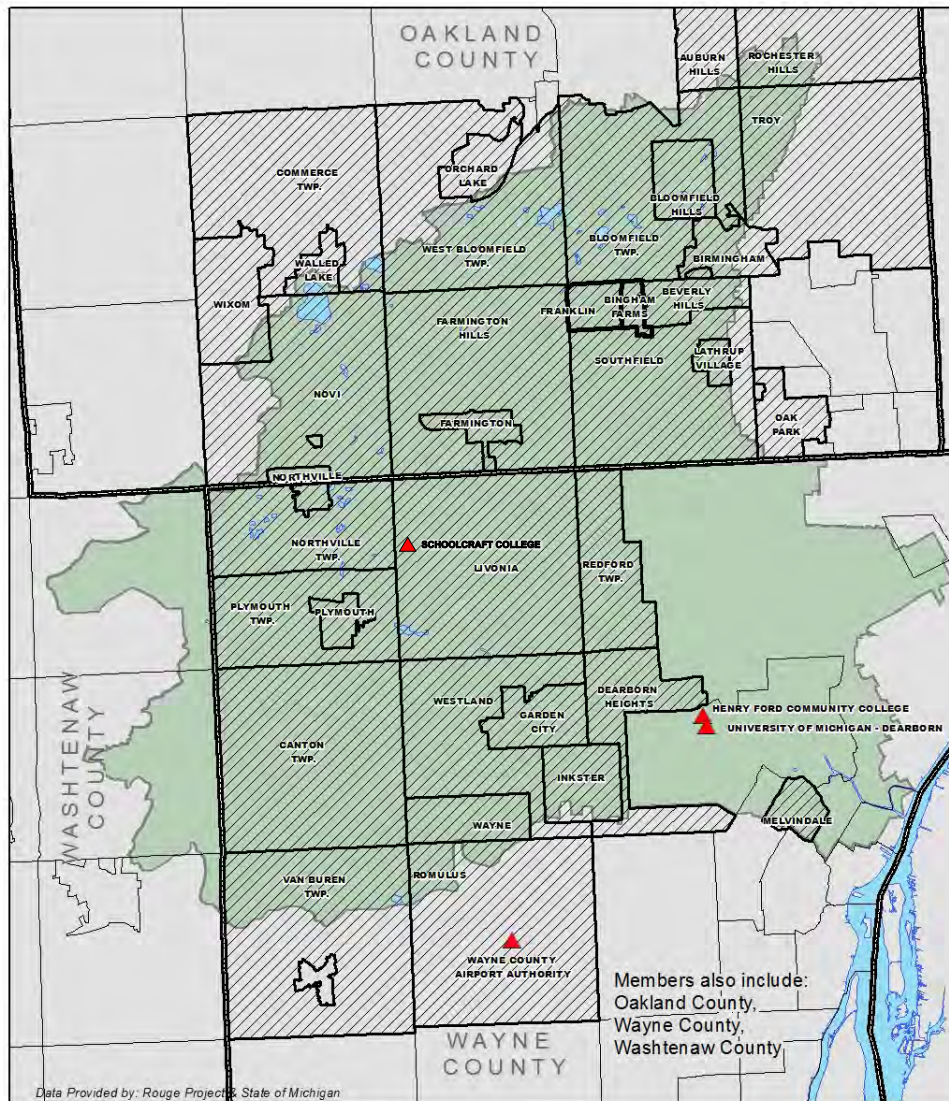 OAKLAND
COUNTY
AUBURN
HILLS
ROCHESTER
HILLS
TROY
COMMERCE
TWP.
ORCHARD
LAKE
BLOOMFIELD
HILLS
WEST BLOOMFIELD
TWP.
BLOOMFIELD
TWP.
BIRMINGHAM
WALLED
LAKE
WIXOM
FARMINGTON
HILLS
FRANKLIN
BINGHAM
FARMS
BEVERLY
HILLS
SOUTHFIELD
LATHRUP
VILLAGE
NOVI
FARMINGTON
OAK
PARK
NORTHVILLE
NORTHVILLE
TWP.
SCHOOLCRAFT COLLEGE
LIVONIA
REDFORD
TWP.
PLYMOUTH
TWP.
PLYMOUTH
WESTLAND
GARDEN
CITY
DEARBORN
HEIGHTS
HENRY FORD COMMUNITY COLLEGE
UNIVERSITY OF MICHIGAN - DEARBORN
WASHTENAW
COUNTY
CANTON
TWP.
INKSTER
WAYNE
MELVINDALE
VAN BUREN
TWP.
ROMULUS
WAYNE COUNTY
AIRPORT AUTHORITY
Members also include:
Oakland County,
Wayne County,
Washtenaw County
WAYNE
COUNTY
Data Provided by: Rouge Project & State of Michigan